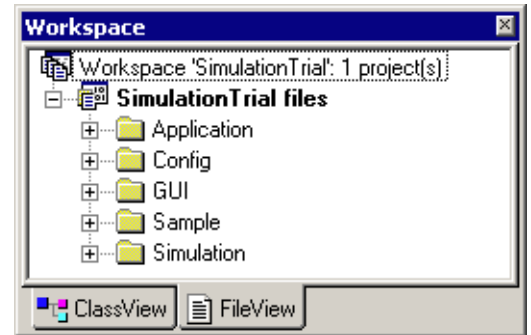 Workspace
Workspace 'SimulationTrial': 1 project(s)
SimulationTrial files
Application
Config
GUI
Sample
Simulation
ClassView FileView